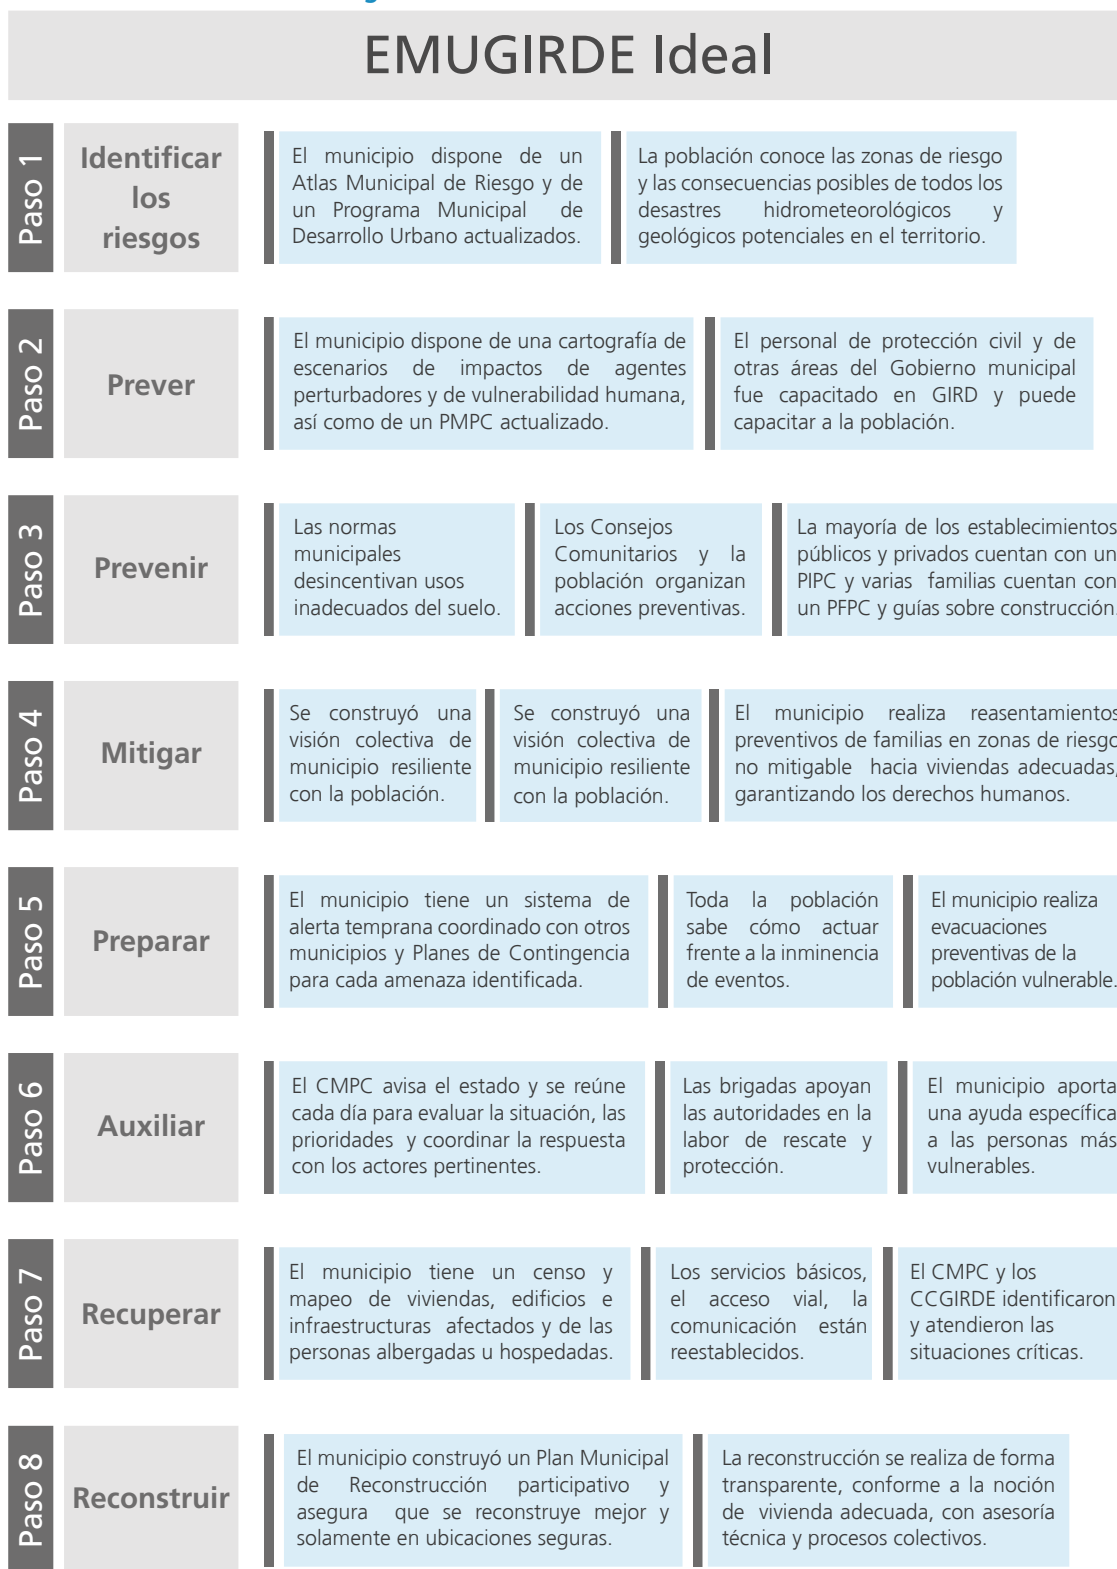 EMUGIRDE Ideal
Paso 1
Identificar
los
riesgos
El municipio dispone de un
Atlas Municipal de Riesgo y de
un Programa Municipal de
Desarrollo Urbano actualizados.
La población conoce las zonas de riesgo
y las consecuencias posibles de todos los
desastres hidrometeorológicos y
geológicos potenciales en el territorio.
Paso 2
Prever
El municipio dispone de una cartografía de
escenarios de impactos de agentes
perturbadores y de vulnerabilidad humana,
así como de un PMPC actualizado.
El personal de protección civil y de
otras áreas del Gobierno municipal
fue capacitado en GIRD y puede
capacitar a la población.
Paso 3
Prevenir
Las normas
municipales
desincentivan usos
inadecuados del suelo.
Los Consejos
Comunitarios y la
población organizan
acciones preventivas.
La mayoría de los establecimientos
públicos y privados cuentan con un
PIPC y varias familias cuentan con
un PFPC y guías sobre construcción.
Paso 4
Mitigar
Se construyó una
visión colectiva de
municipio resiliente
con la población.
Se construyó una
visión colectiva de
municipio resiliente
con la población.
El municipio realiza reasentamientos
preventivos de familias en zonas de riesgo
no mitigable hacia viviendas adecuadas,
garantizando los derechos humanos.
Paso 5
Preparar
El municipio tiene un sistema de
alerta temprana coordinado con otros
municipios y Planes de Contingencia
para cada amenaza identificada.
Toda la población
sabe cómo actuar
frente a la inminencia
de eventos.
El municipio realiza
evacuaciones
preventivas de la
población vulnerable.
Paso 6
Auxiliar
El CMPC avisa el estado y se reúne
cada día para evaluar la situación, las
prioridades y coordinar la respuesta
con los actores pertinentes.
Las brigadas apoyan
las autoridades en la
labor de rescate y
protección.
El municipio aporta
una ayuda específica
a las personas más
vulnerables.
Paso 7
Recuperar
El municipio tiene un censo y
mapeo de viviendas, edificios e
infraestructuras afectados y de las
personas albergadas u hospedadas.
Los servicios básicos,
el acceso vial, la
comunicación están
reestablecidos.
El CMPC y los
CCGIRDE identificaron
y atendieron las
situaciones críticas.
Paso 8
Reconstruir
El municipio construyó un Plan Municipal
de Reconstrucción participativo y
asegura que se reconstruye mejor y
solamente en ubicaciones seguras.
La reconstrucción se realiza de forma
transparente, conforme a la noción
de vivienda adecuada, con asesoría
técnica y procesos colectivos.